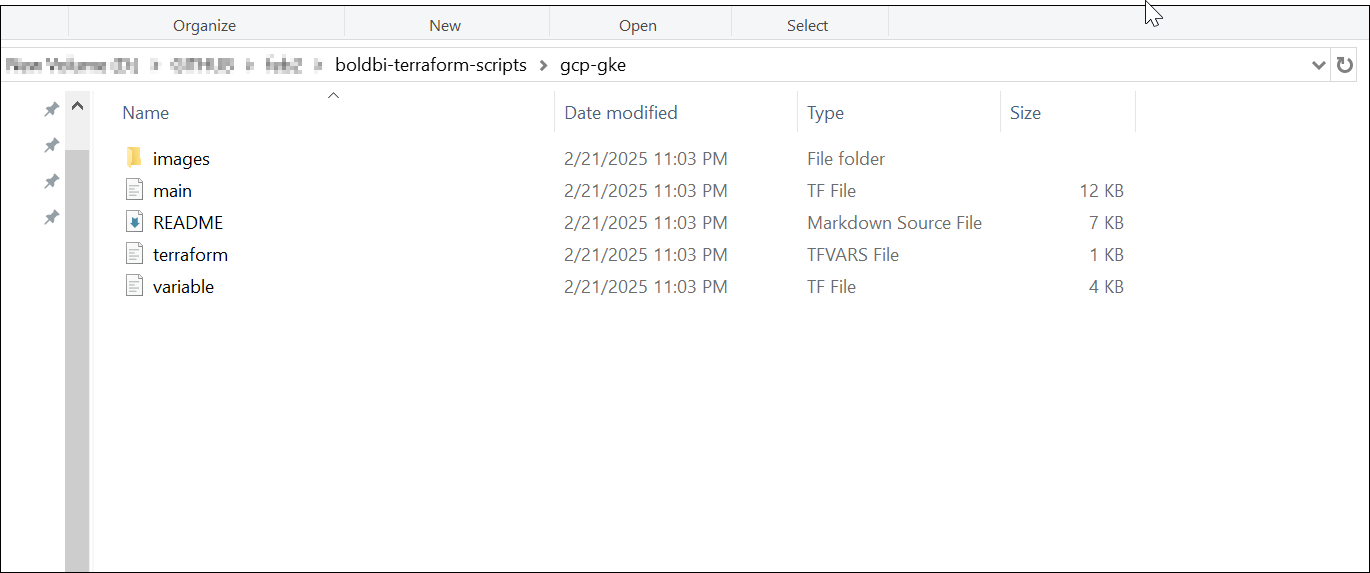 Organize New Open Select
boldbi-terraform-scripts gcp-gke
Name Date modified Type Size
images 2/21/2025 11:03 PM File folder
main 2/21/2025 11:03 PM TF File 12 KB
README 2/21/2025 11:03 PM Markdown Source File 7 KB
terraform 2/21/2025 11:03 PM TFVARS File 1 KB
variable 2/21/2025 11:03 PM TF File 4 KB